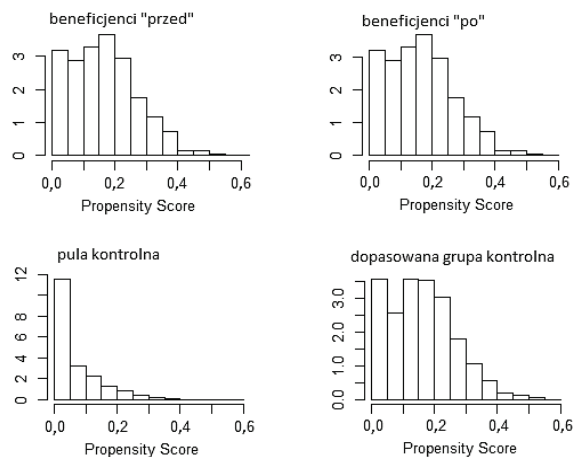 beneficjenci "przed"
0 1 2 3
0,0 0,2 0,4 0,6
Propensity Score
beneficjenci "po"
0 1 2 3
0,0 0,2 0,4 0,6
Propensity Score
pula kontrolna
0 2 4 6 8 12
0,0 0,2 0,4 0,6
Propensity Score
dopasowana grupa kontrolna
0.0 1.0 2.0 3.0
0,0 0,2 0,4 0,6
Propensity Score